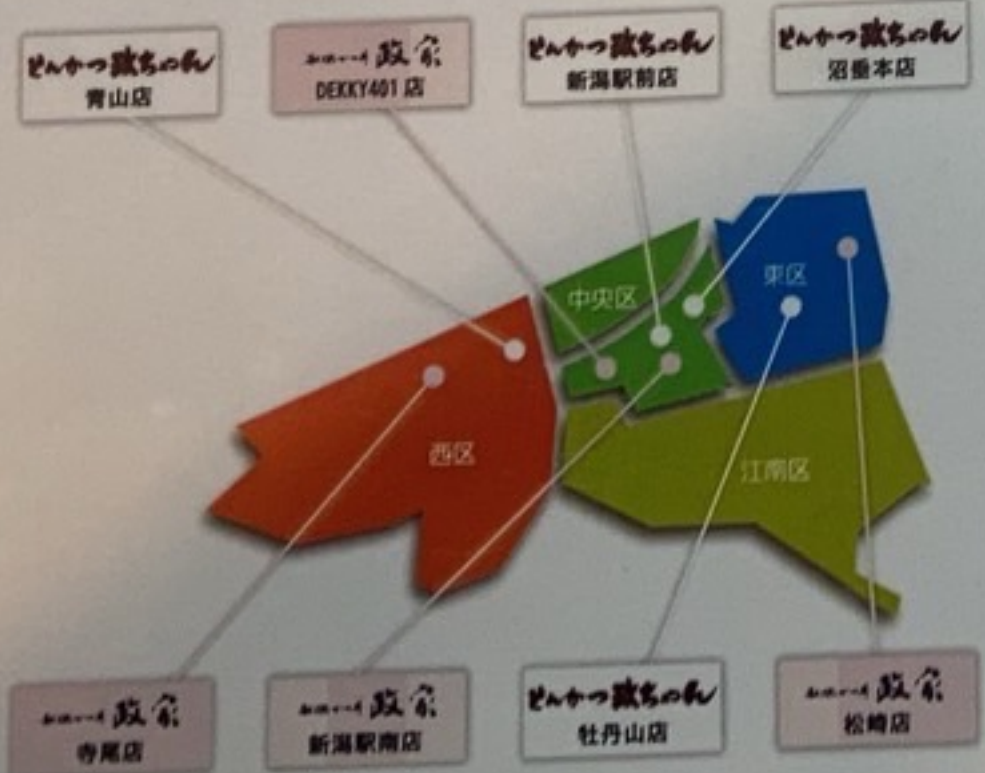 とんかつ政ちゃん
青山店
政家
DEKKY401店
とんかつ政ちゃん
新潟駅前店
とんかつ政ちゃん
沼垂本店
中央区
東区
西区
江南区
政家
寺尾店
政家
新潟駅南店
とんかつ政ちゃん
牡丹山店
政家
松崎店